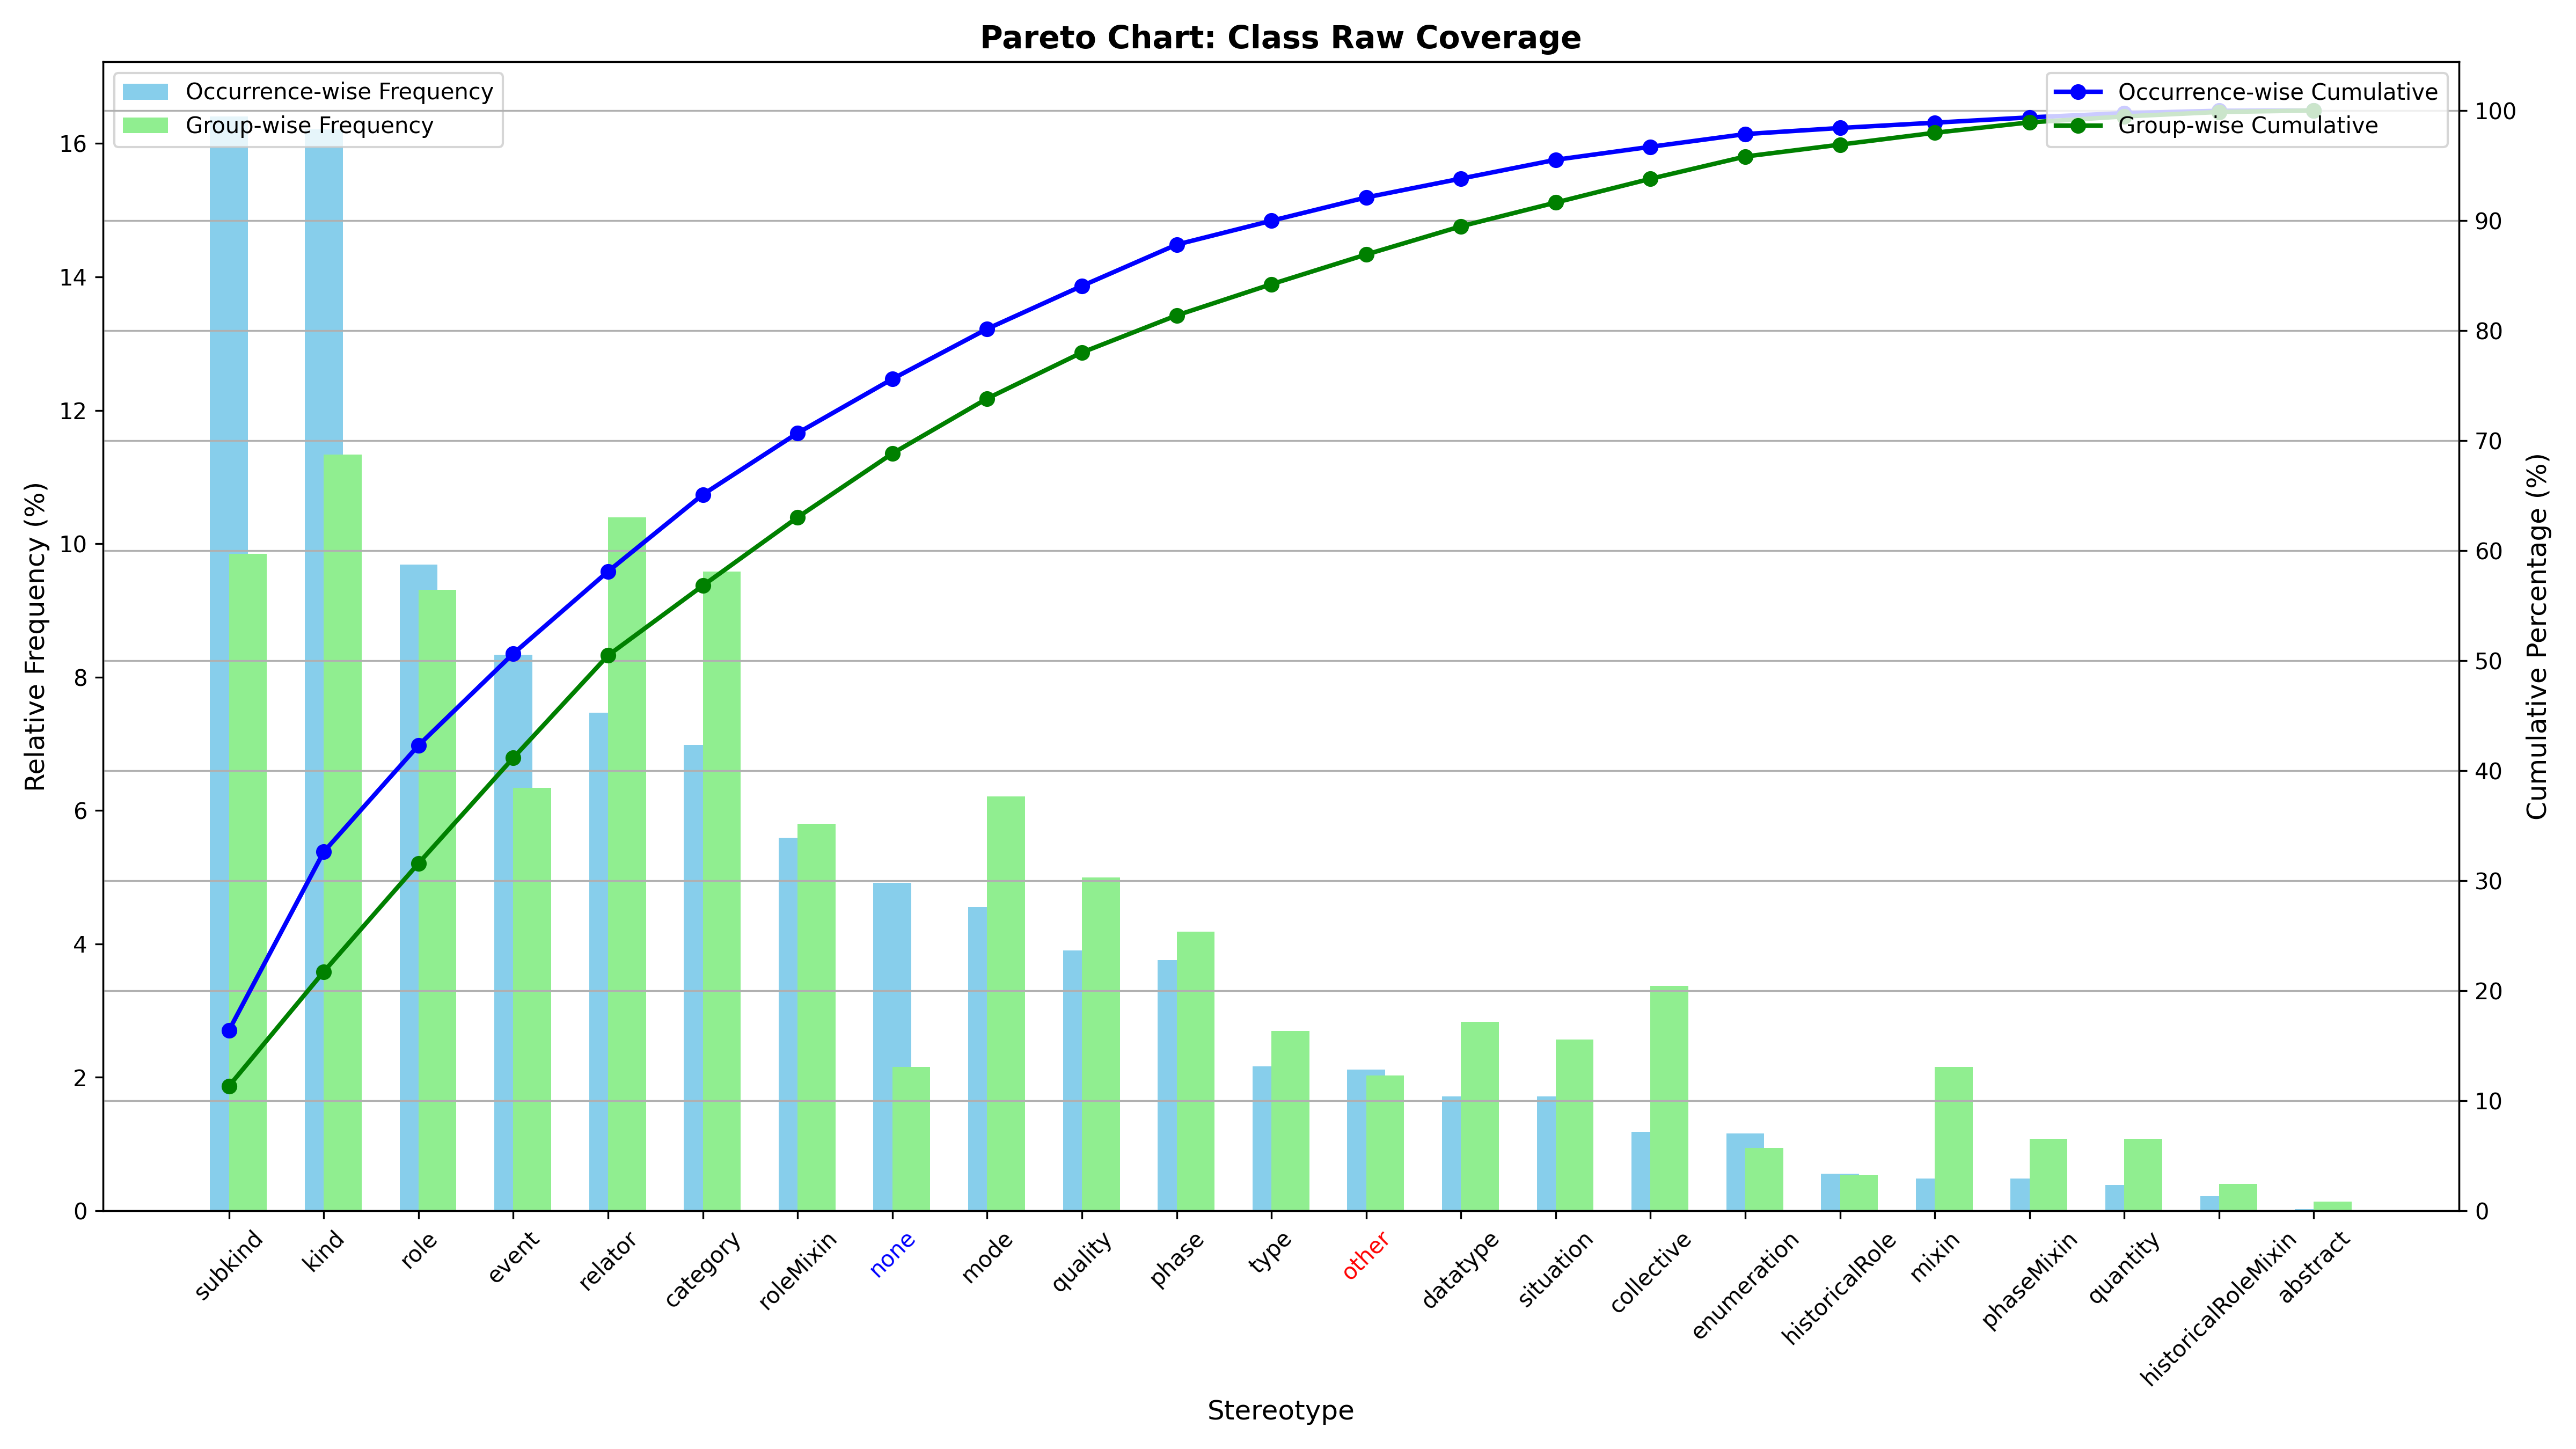 Pareto Chart: Class Raw Coverage
Occurrence-wise Frequency
Group-wise Frequency
Occurrence-wise Cumulative
Group-wise Cumulative
Relative Frequency (%)
16
14
12
10
8
6
4
2
0
Cumulative Percentage (%)
100
90
80
70
60
50
40
30
20
10
0
subkind
kind
role
event
relator
category
roleMixin
none
mode
quality
phase
type
other
datatype
situation
collective
enumeration
historicalRole
mixin
phaseMixin
quantity
historicalRoleMixin
abstract
Stereotype